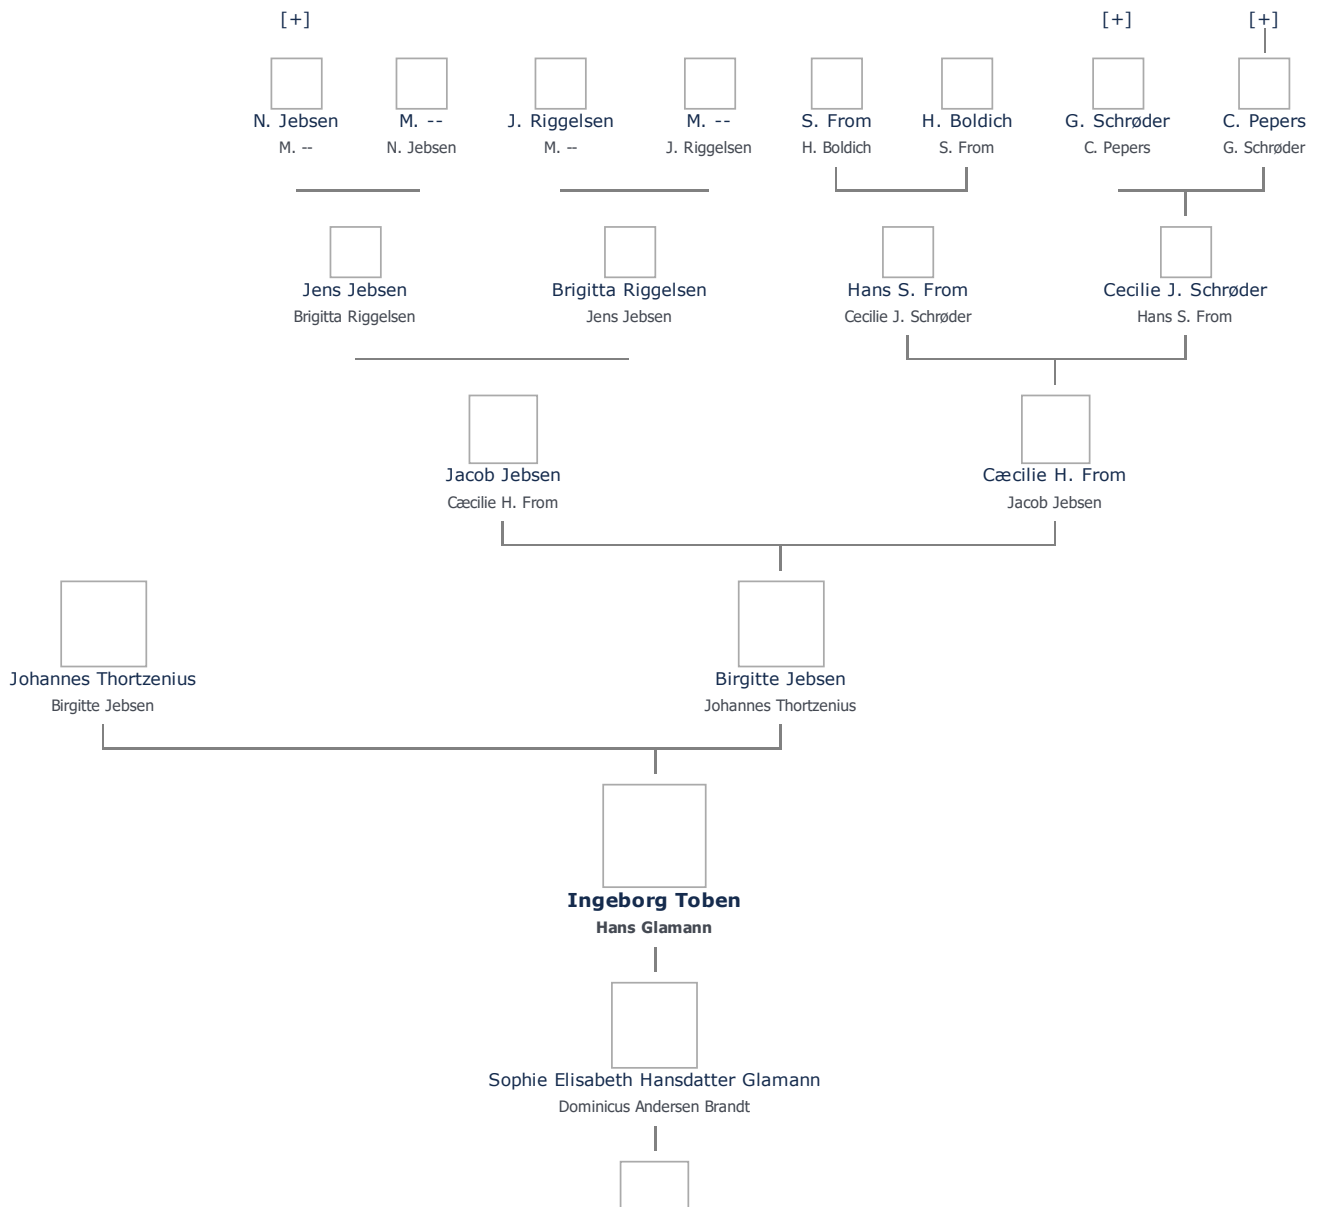 [+] [+] [+]
N. Jebsen M. -- J. Riggelsen M. -- S. From H. Boldich G. Schrøder C. Pepers
M. -- N. Jebsen M. -- J. Riggelsen H. Boldich S. From C. Pepers G. Schrøder
Jens Jebsen Brigitta Riggelsen Hans S. From Cecilie J. Schrøder
Brigitta Riggelsen Jens Jebsen Cecilie J. Schrøder Hans S. From
Jacob Jebsen Cæcilie H. From
Cæcilie H. From Jacob Jebsen
Johannes Thortzenius Birgitte Jebsen
Birgitte Jebsen Johannes Thortzenius
Ingeborg Toben
Hans Glamann
Sophie Elisabeth Hansdatter Glamann
Dominicus Andersen Brandt